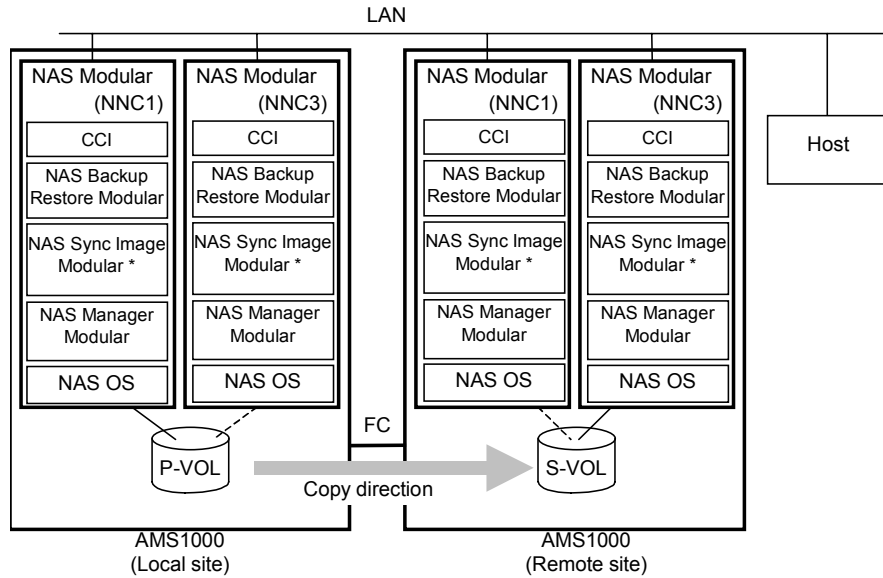 LAN
NAS Modular
(NNC1)
CCI
NAS Backup
Restore Modular
NAS Sync Image
Modular *
NAS Manager
Modular
NAS OS
NAS Modular
(NNC3)
CCI
NAS Backup
Restore Modular
NAS Sync Image
Modular *
NAS Manager
Modular
NAS OS
P-VOL
AMS1000
(Local site)
FC
Copy direction
NAS Modular
(NNC1)
CCI
NAS Backup
Restore Modular
NAS Sync Image
Modular *
NAS Manager
Modular
NAS OS
NAS Modular
(NNC3)
CCI
NAS Backup
Restore Modular
NAS Sync Image
Modular *
NAS Manager
Modular
NAS OS
S-VOL
AMS1000
(Remote site)
Host